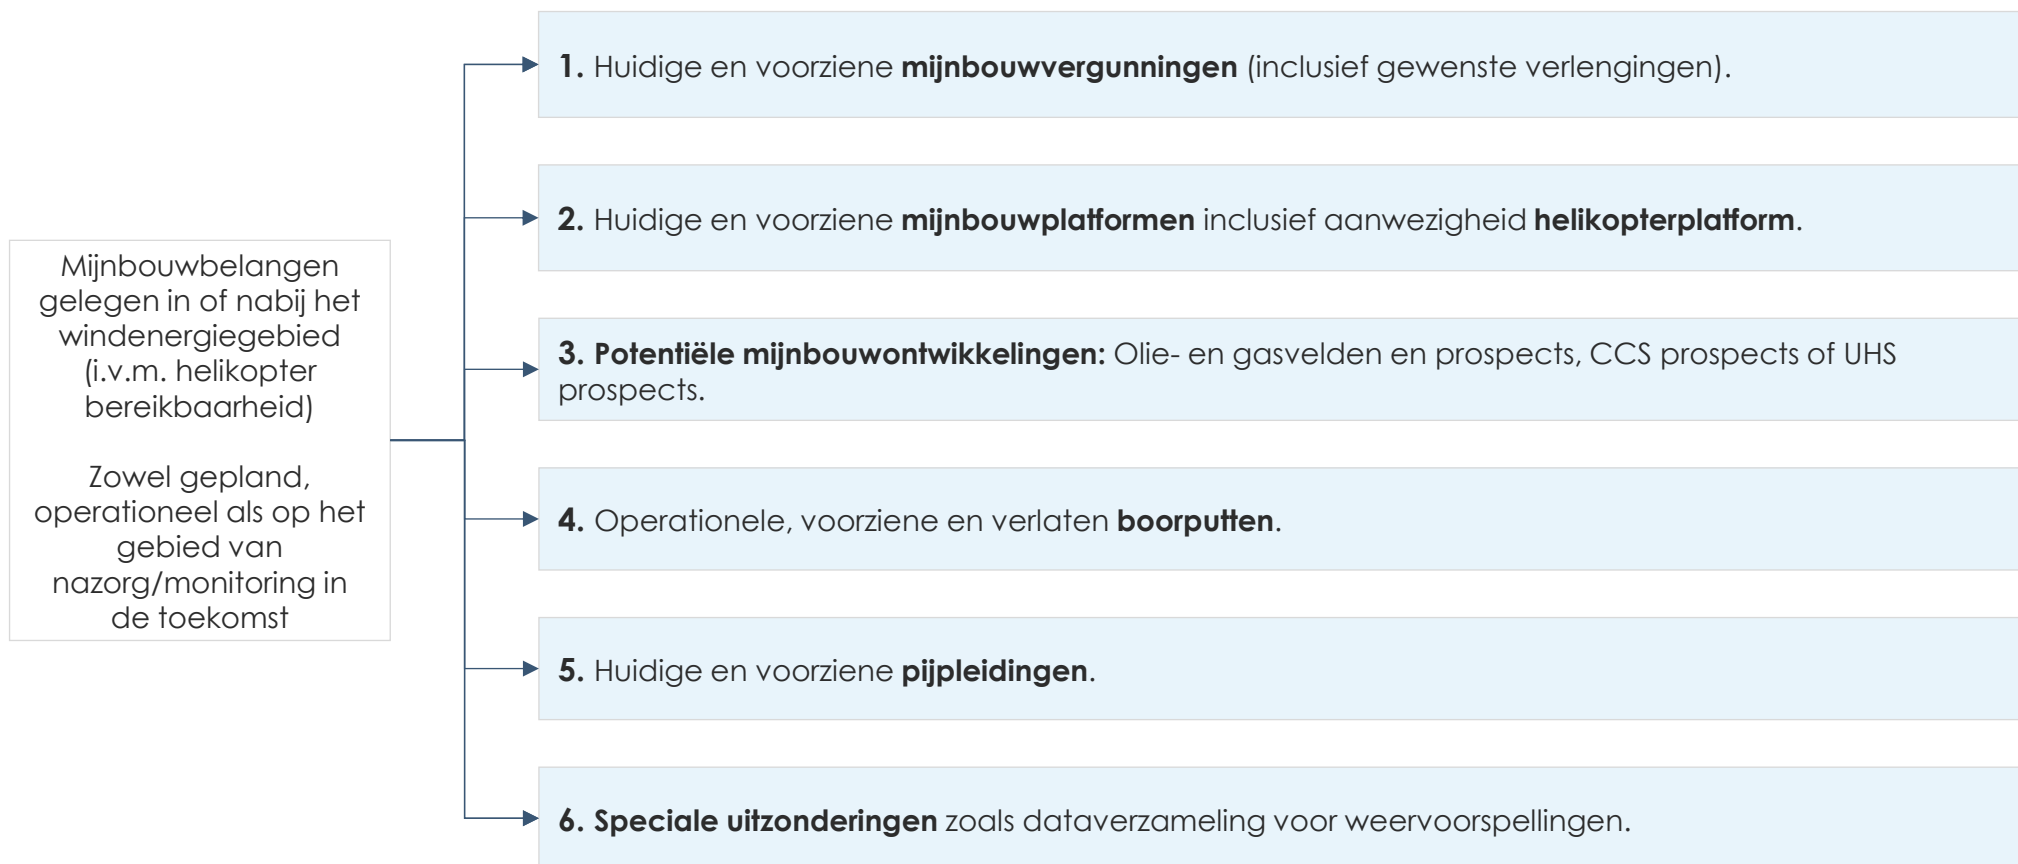 Mijnbouwbelangen
gelegen in of nabij het
windenergiegebied
(i.v.m. helikopter
bereikbaarheid)
Zowel gepland,
operationeel als op het
gebied van
nazorg/monitoring in
de toekomst
1. Huidige en voorziene mijnbouwvergunningen (inclusief gewenste verlengingen).
2. Huidige en voorziene mijnbouwplatformen inclusief aanwezigheid helikopterplatform.
3. Potentiële mijnbouwontwikkelingen: Olie- en gasvelden en prospects, CCS prospects of UHS
prospects.
4. Operationele, voorziene en verlaten boorputten.
5. Huidige en voorziene pijpleidingen.
6. Speciale uitzonderingen zoals dataverzameling voor weervoorspellingen.